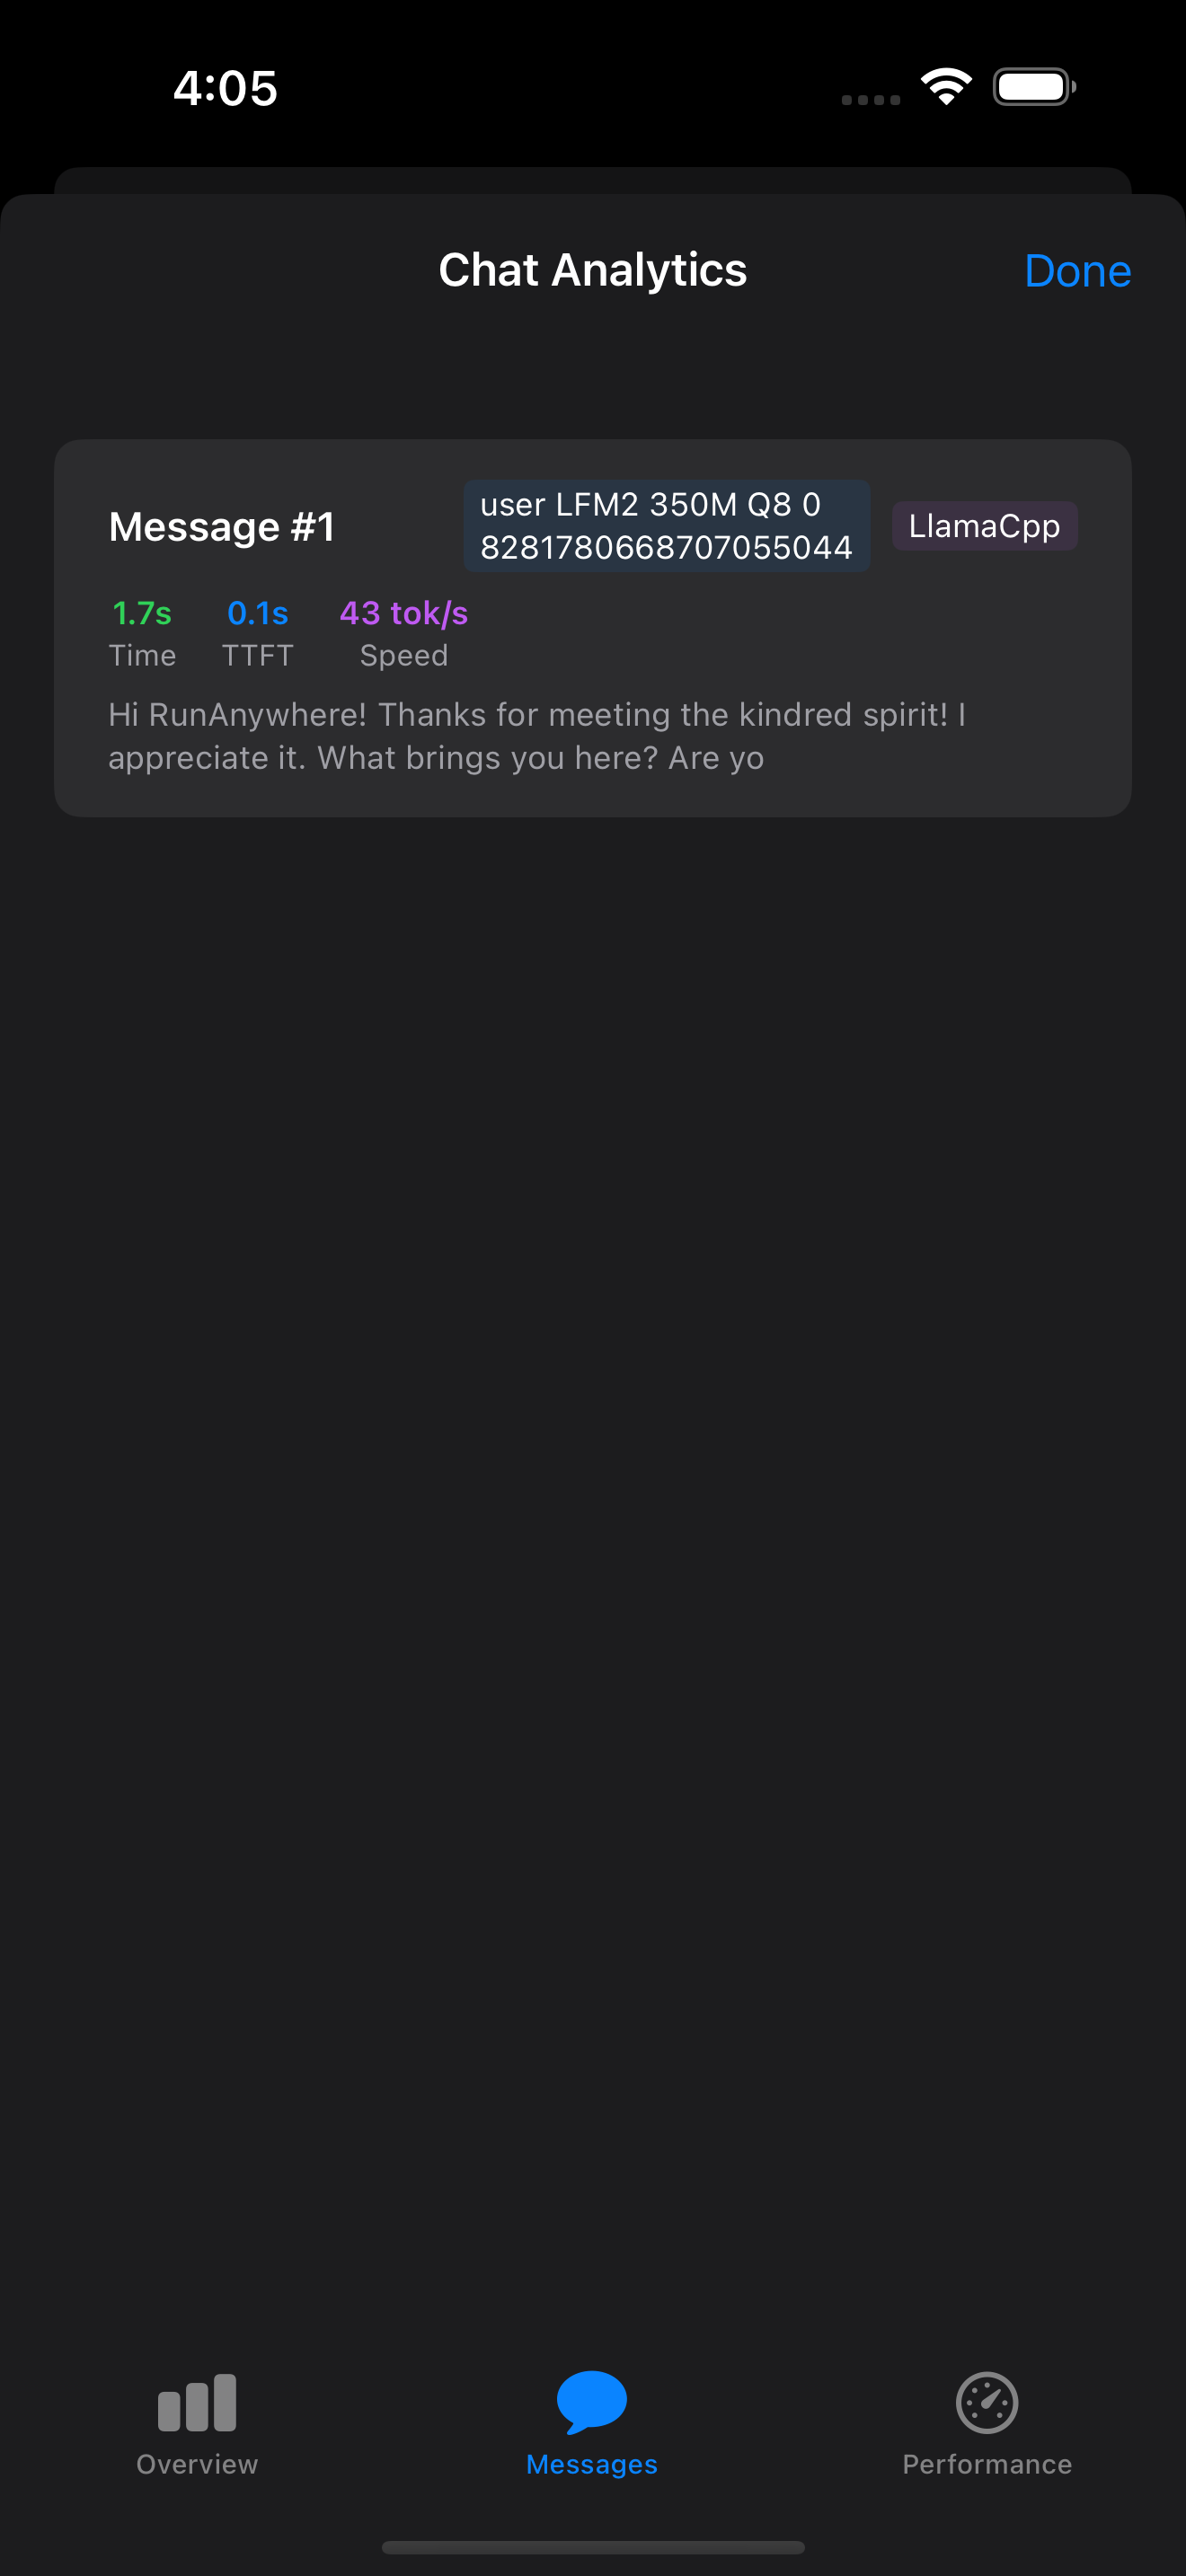 4:05
Chat Analytics
Done
Message #1
user LFM2 350M Q8 0
8281780668707055044
LlamaCpp
1.7s
0.1s
43 tok/s
Time
TTFT
Speed
Hi RunAnywhere! Thanks for meeting the kindred spirit! I
appreciate it. What brings you here? Are yo
Overview
Messages
Performance